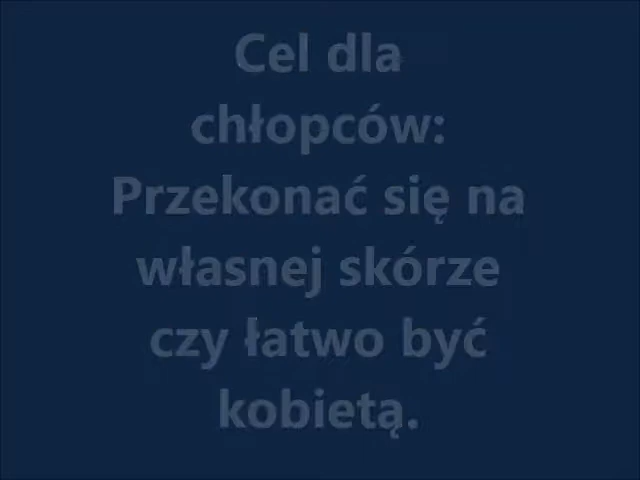 Cel dla
chłopców:
Przekonać się na
własnej skórze
czy łatwo być
kobietą.